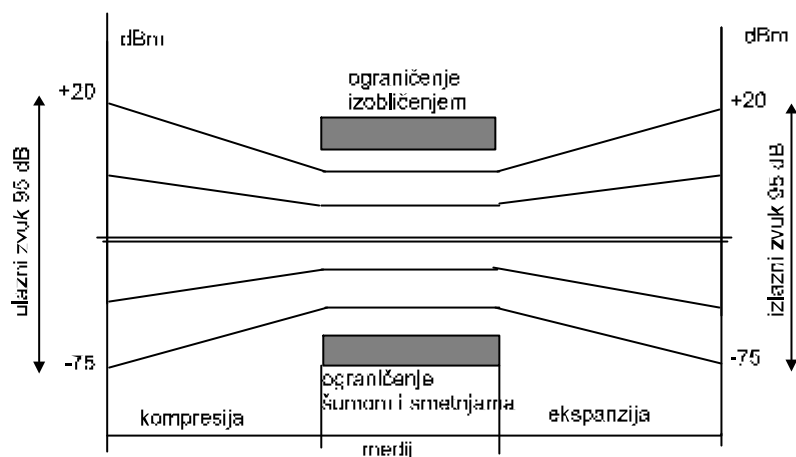 dBm
dBm
ograničenje
izobličenjem
+20
+20
ulazni zvuk 95 dB
izlazni zvuk 95 dB
-75
-75
ograničenje
šumom i smetnjama
kompresija
ekspanzija
medij